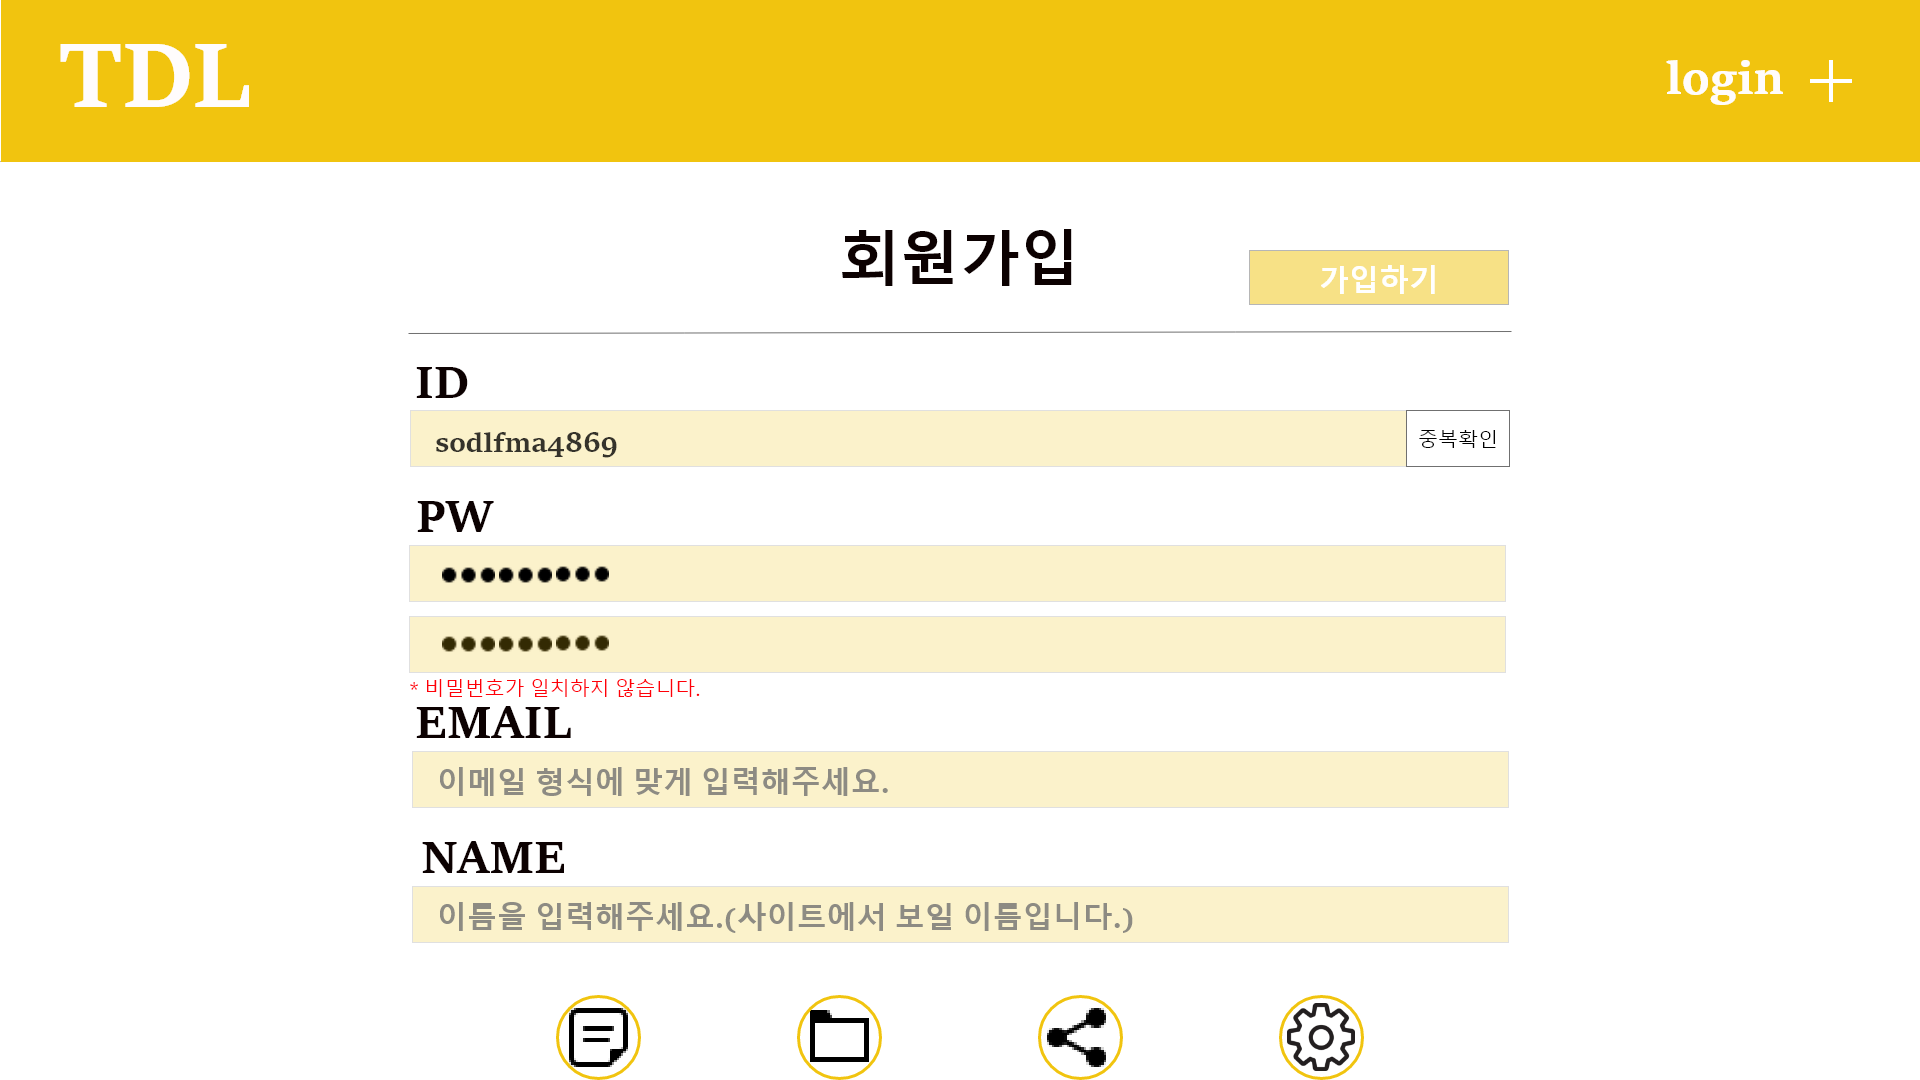 TDL
login
회원가입
가입하기
ID
sodlfma4869
중복확인
PW
* 비밀번호가 일치하지 않습니다.
EMAIL
이메일 형식에 맞게 입력해주세요.
NAME
이틈을 입력해주세요.(사이트에서 보일 이틈입니다.)